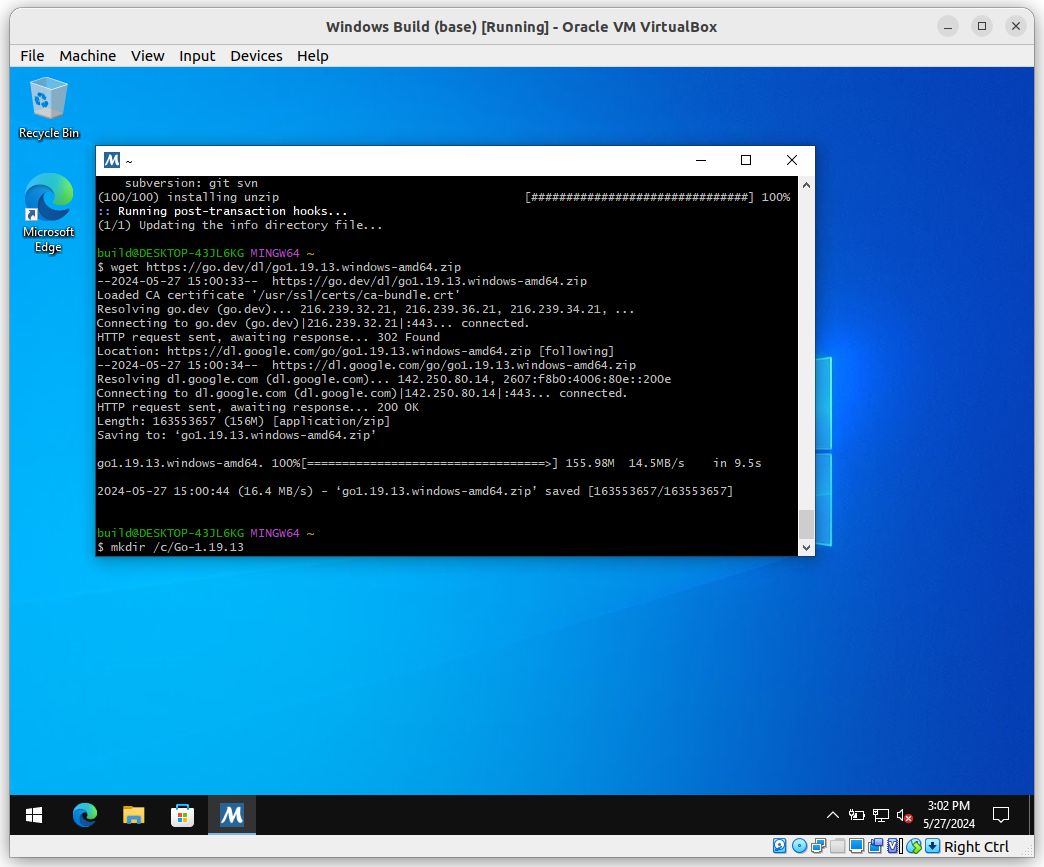 Windows Build (base) [Running] - Oracle VM VirtualBox
File Machine View Input Devices Help
Recycle Bin
Microsoft
Edge
~
subversion: git svn
(100/100) installing unzip [###############################] 100%
:: Running post-transaction hooks...
(1/1) Updating the info directory file...
build@DESKTOP-43JL6KG MINGW64 ~
$ wget https://go.dev/dl/go1.19.13.windows-amd64.zip
--2024-05-27 15:00:33-- https://go.dev/dl/go1.19.13.windows-amd64.zip
Loaded CA certificate '/usr/ssl/certs/ca-bundle.crt'
Resolving go.dev (go.dev)... 216.239.32.21, 216.239.36.21, 216.239.34.21, ...
Connecting to go.dev (go.dev)|216.239.32.21|:443... connected.
HTTP request sent, awaiting response... 302 Found
Location: https://dl.google.com/go/go1.19.13.windows-amd64.zip [following]
--2024-05-27 15:00:34-- https://dl.google.com/go/go1.19.13.windows-amd64.zip
Resolving dl.google.com (dl.google.com)... 142.250.80.14, 2607:f8b0:4006:80e::200e
Connecting to dl.google.com (dl.google.com)|142.250.80.14|:443... connected.
HTTP request sent, awaiting response... 200 OK
Length: 163553657 (156M) [application/zip]
Saving to: ‘go1.19.13.windows-amd64.zip’
go1.19.13.windows-amd64. 100%[==================================>] 155.98M 14.5MB/s in 9.5s
2024-05-27 15:00:44 (16.4 MB/s) - ‘go1.19.13.windows-amd64.zip’ saved [163553657/163553657]
build@DESKTOP-43JL6KG MINGW64 ~
$ mkdir /c/Go-1.19.13
3:02 PM
5/27/2024
Right Ctrl